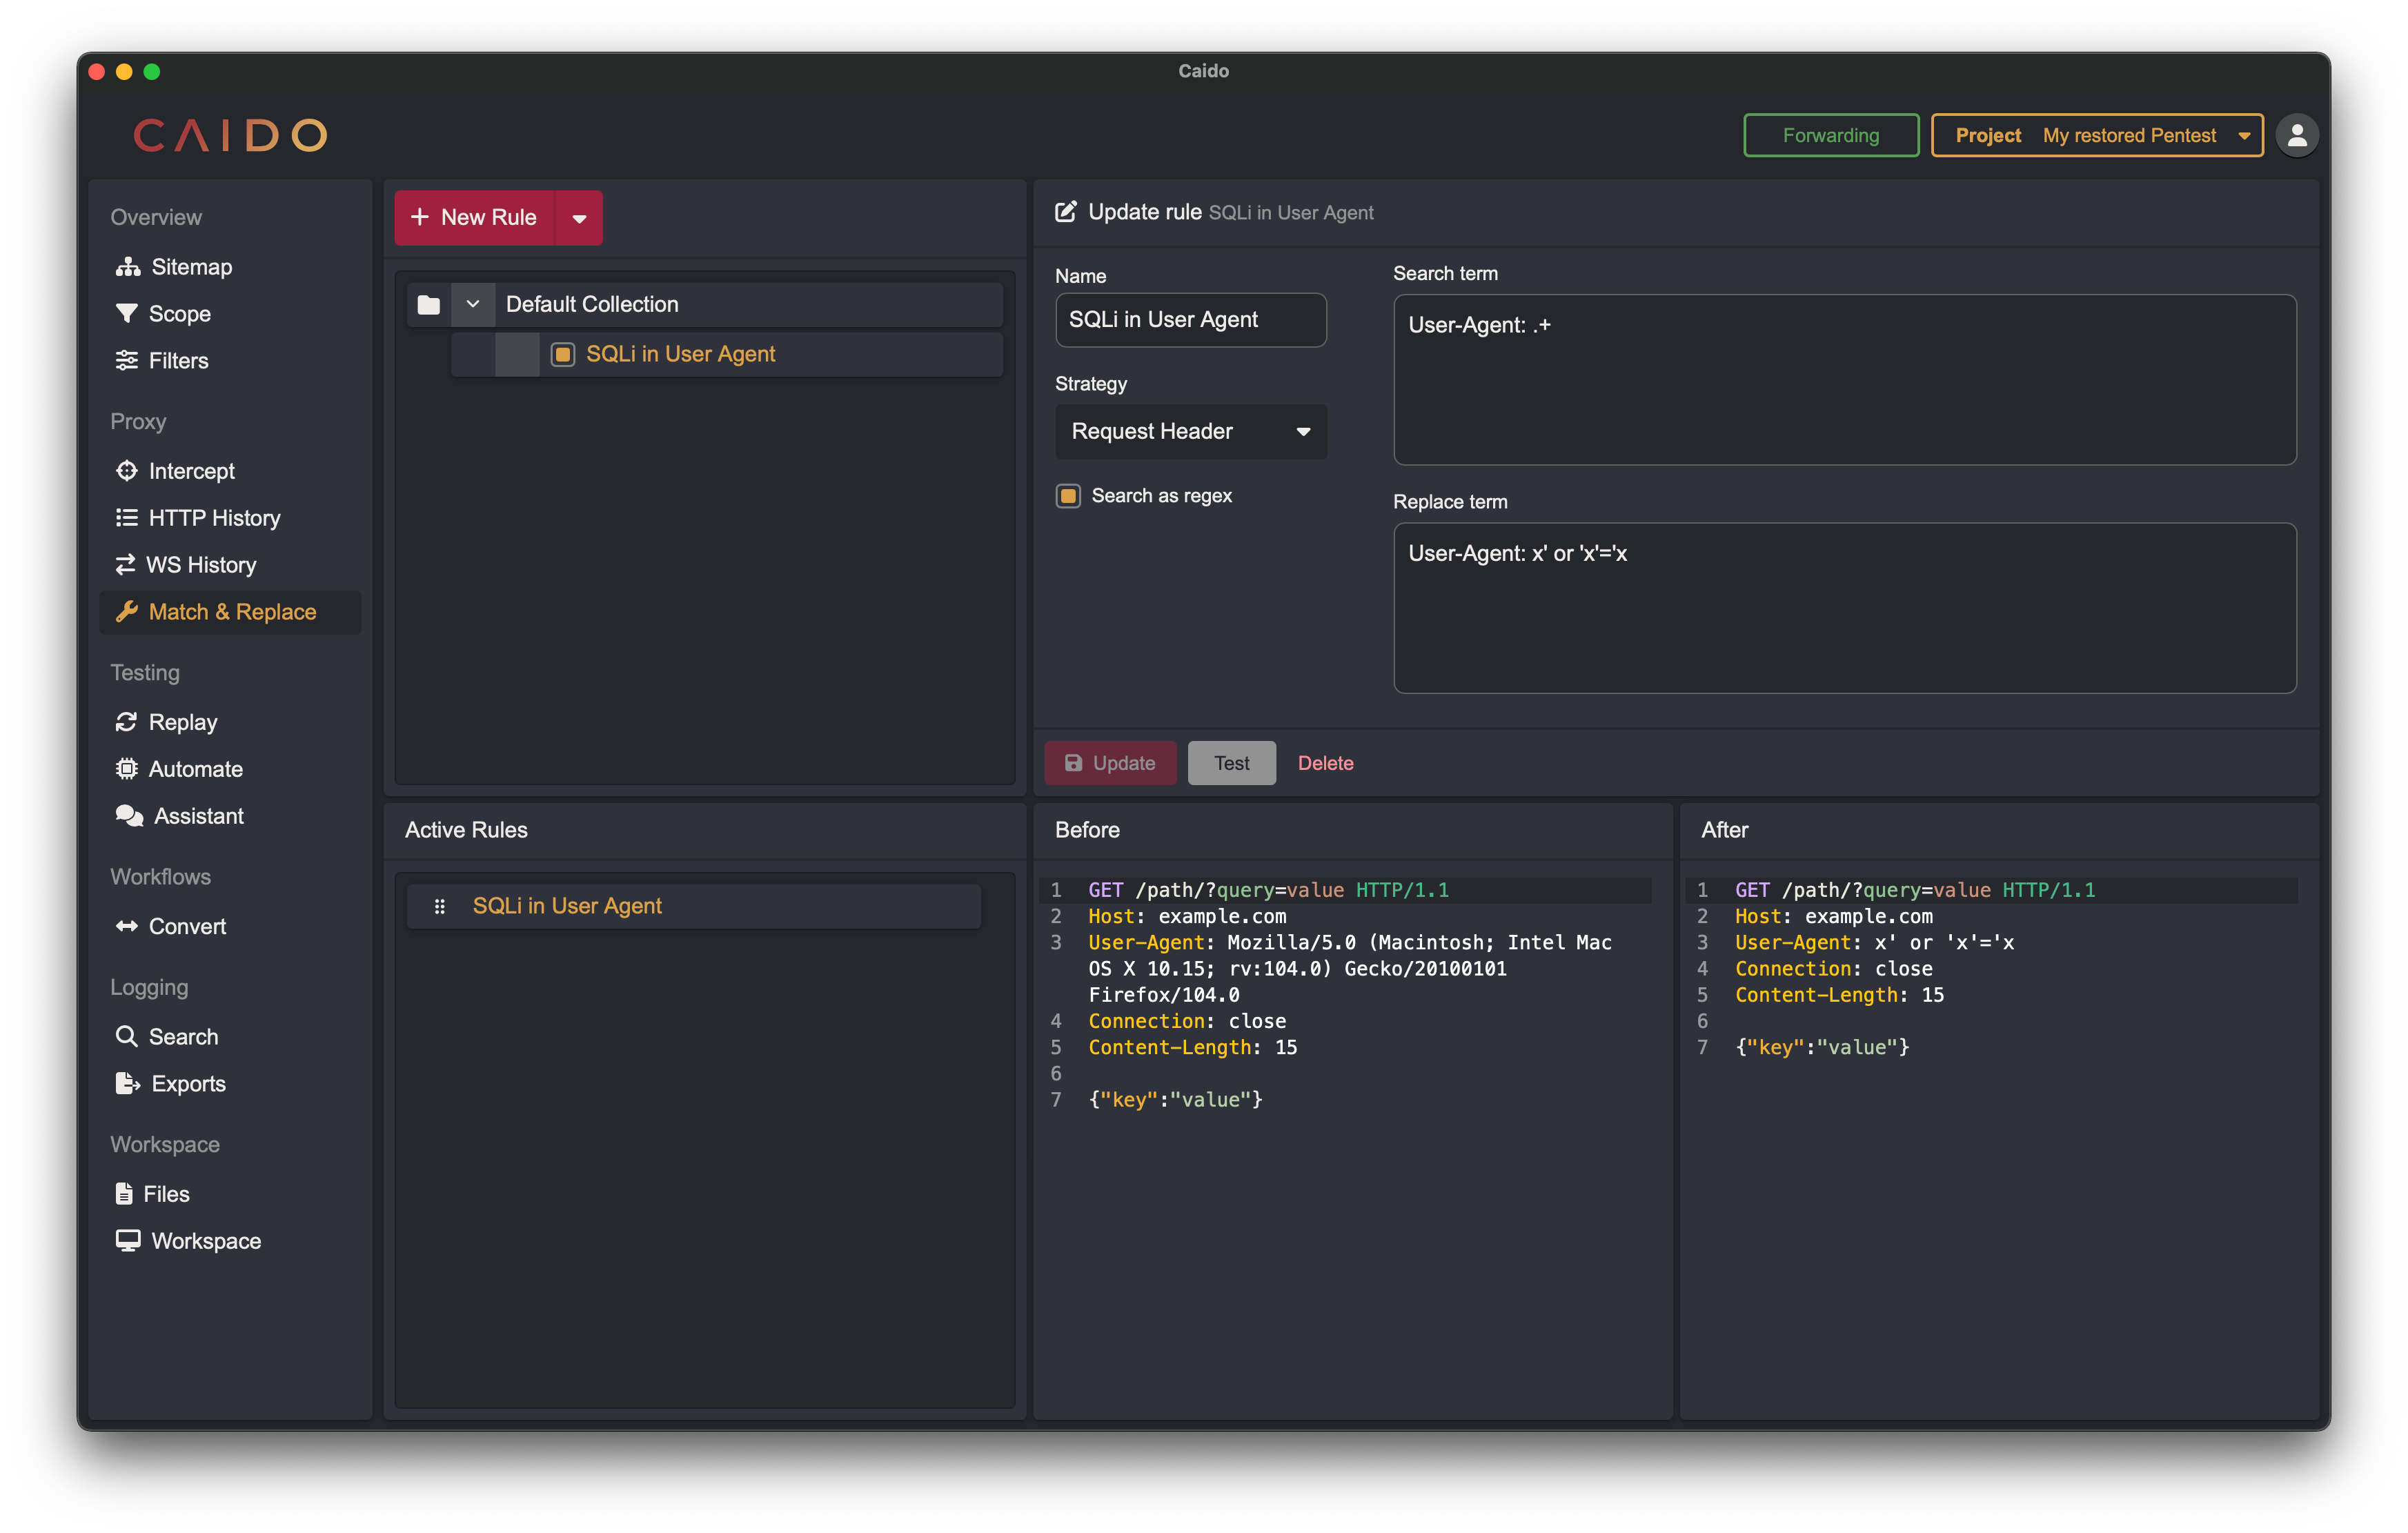 Caido
CAIDO
Forwarding
Project My restored Pentest
Overview
Sitemap
Scope
Filters
Proxy
Intercept
HTTP History
WS History
Match & Replace
Testing
Replay
Automate
Assistant
Workflows
Convert
Logging
Search
Exports
Workspace
Files
Workspace
+ New Rule
Default Collection
SQLi in User Agent
Update rule SQLi in User Agent
Name
SQLi in User Agent
Strategy
Request Header
Search as regex
Search term
User-Agent: .+
Replace term
User-Agent: x' or 'x'='x
Update Test Delete
Active Rules
SQLi in User Agent
Before
1 GET /path/?query=value HTTP/1.1
2 Host: example.com
3 User-Agent: Mozilla/5.0 (Macintosh; Intel Mac
OS X 10.15; rv:104.0) Gecko/20100101
Firefox/104.0
4 Connection: close
5 Content-Length: 15
6
7 {"key":"value"}
After
1 GET /path/?query=value HTTP/1.1
2 Host: example.com
3 User-Agent: x' or 'x'='x
4 Connection: close
5 Content-Length: 15
6
7 {"key":"value"}